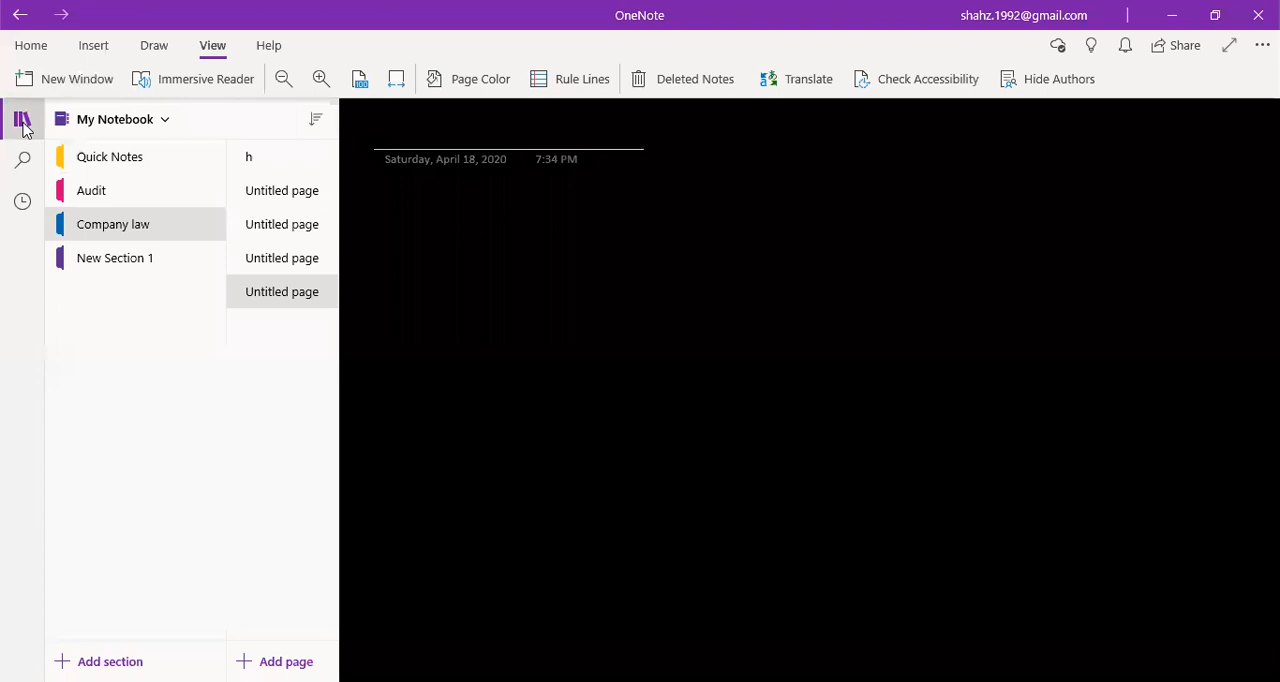 OneNote
shahz.1992@gmail.com
Home Insert Draw View Help
Share
New Window Immersive Reader Page Color Rule Lines Deleted Notes Translate Check Accessibility Hide Authors
My Notebook
Quick Notes
Audit
Company law
New Section 1
h
Untitled page
Untitled page
Untitled page
Untitled page
Saturday, April 18, 2020 7:34 PM
Add section
Add page